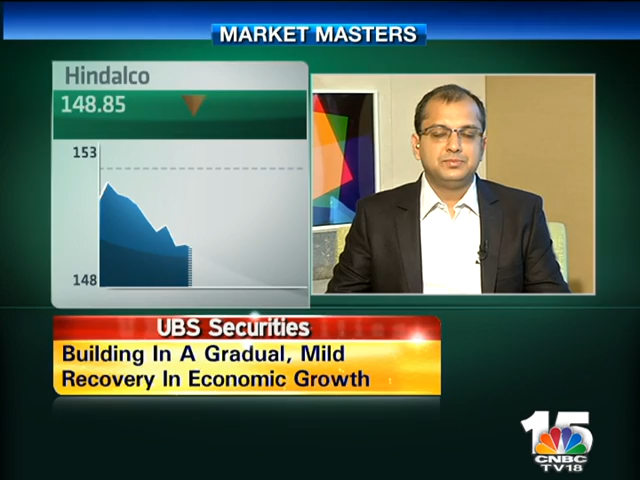 MARKET MASTERS
Hindalco
148.85
153
148
UBS Securities
Building In A Gradual, Mild
Recovery In Economic Growth
15
CNBC
TV18